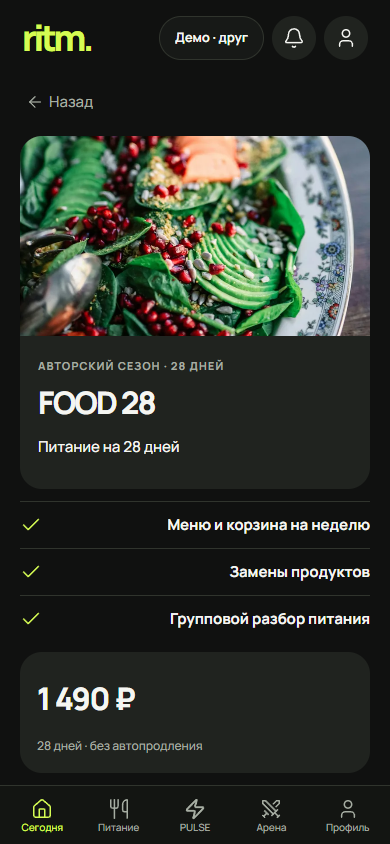 ritm.
Демо · друг
Назад
АВТОРСКИЙ СЕЗОН · 28 ДНЕЙ
FOOD 28
Питание на 28 дней
Меню и корзина на неделю
Замены продуктов
Групповой разбор питания
1 490 ₽
28 дней · без автопродления
Сегодня
Питание
PULSE
Арена
Профиль